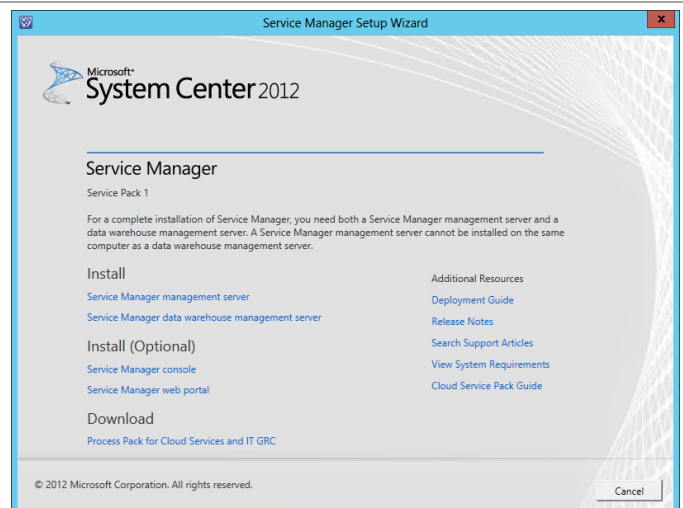 Service Manager Setup Wizard
x
Microsoft®
System Center 2012
Service Manager
Service Pack 1
For a complete installation of Service Manager, you need both a Service Manager management server and a
data warehouse management server. A Service Manager management server cannot be installed on the same
computer as a data warehouse management server.
Install
Service Manager management server
Service Manager data warehouse management server
Install (Optional)
Service Manager console
Service Manager web portal
Download
Process Pack for Cloud Services and IT GRC
Additional Resources
Deployment Guide
Release Notes
Search Support Articles
View System Requirements
Cloud Service Pack Guide
© 2012 Microsoft Corporation. All rights reserved.
Cancel